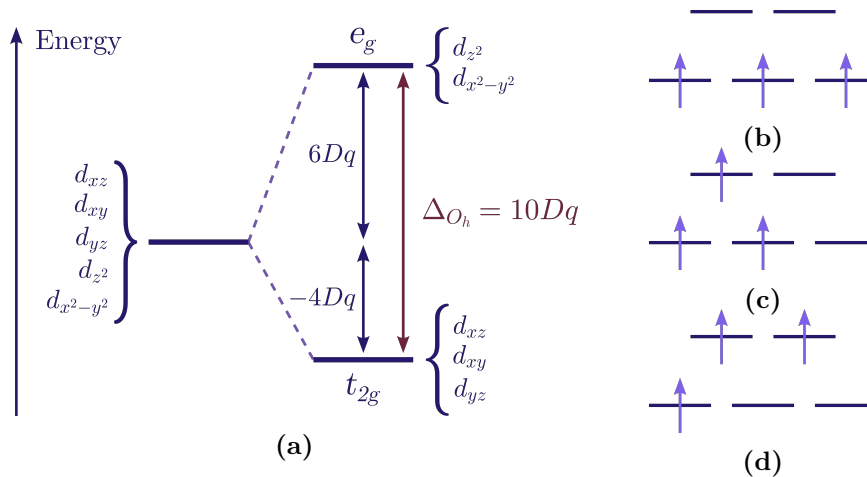 Energy
e_g
d_{z^2}
d_{x^2-y^2}
6Dq
d_{xz}
d_{xy}
d_{yz}
d_{z^2}
d_{x^2-y^2}
Δ_{O_h} = 10Dq
−4Dq
d_{xz}
d_{xy}
d_{yz}
t_{2g}
(a)
(b)
(c)
(d)